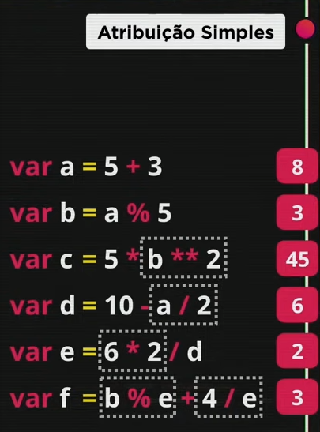 Atribuição Simples
var a = 5 + 3 8
var b = a % 5 3
var c = 5 * b ** 2 45
var d = 10 - a / 2 6
var e = 6 * 2 / d 2
var f = b % e + 4 / e 3